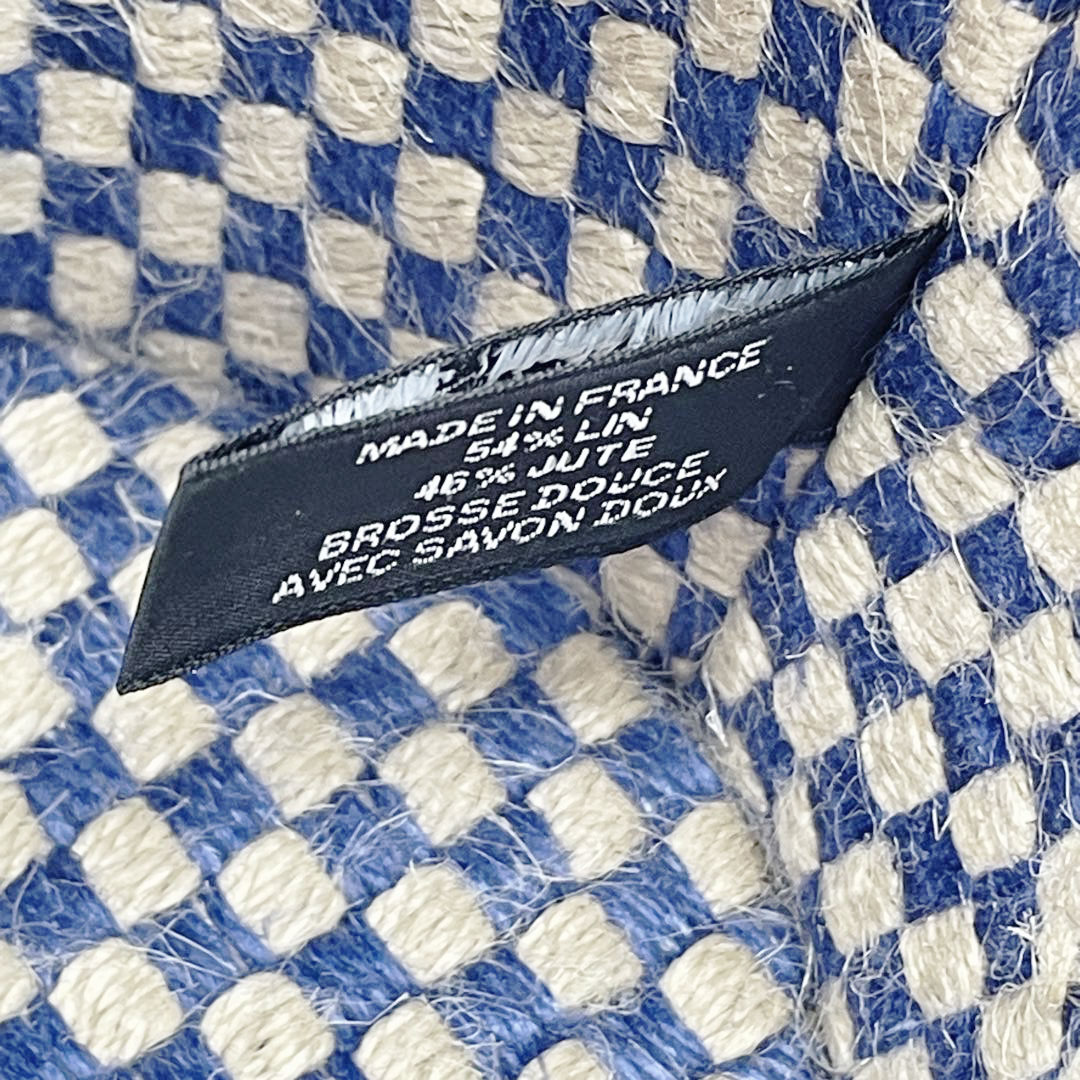 MADE IN FRANCE
54% LIN
46% JUTE
BROSSE DOUCE
AVEC SAVON DOUX